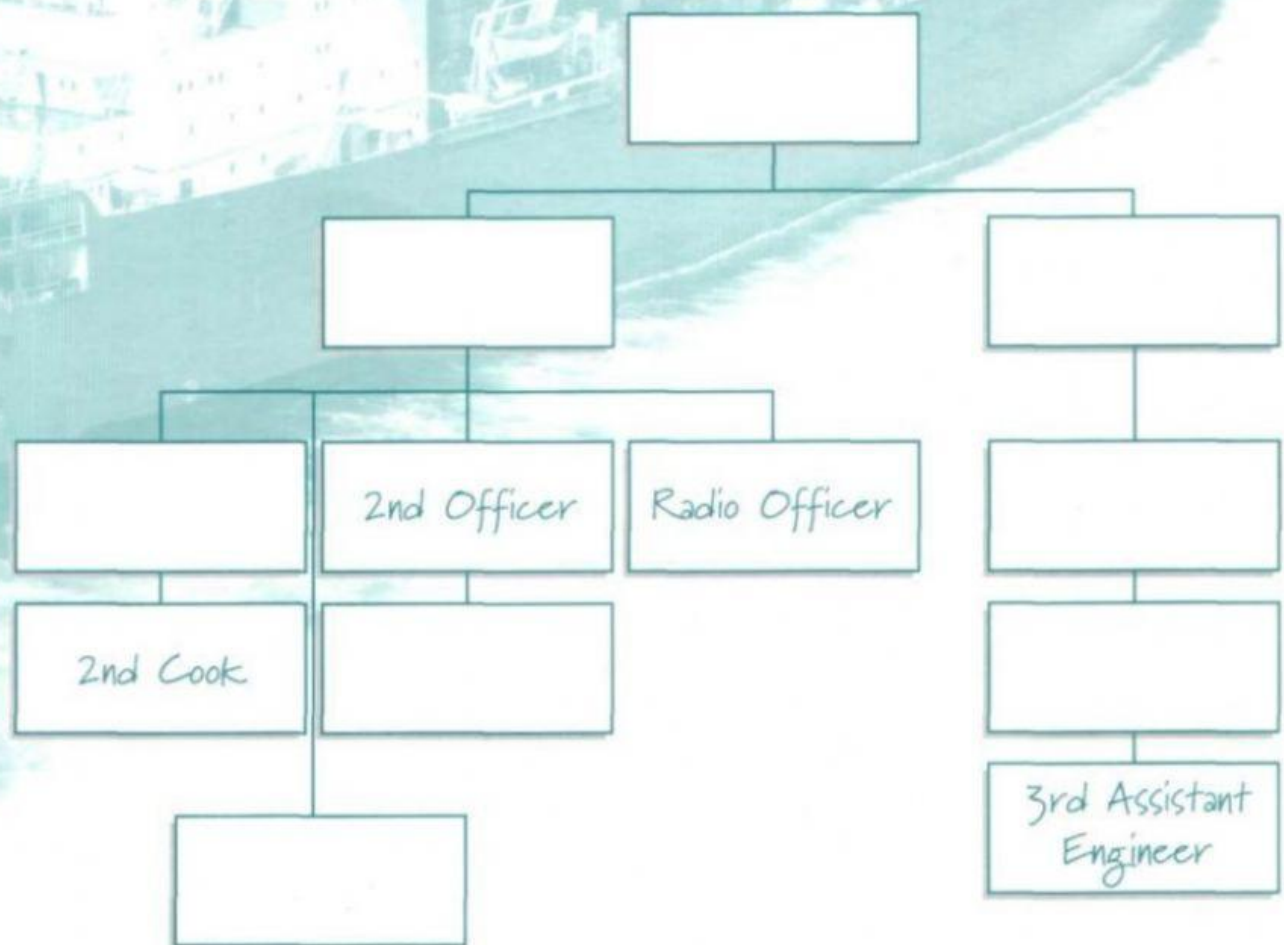 2nd Officer
Radio Officer
2nd Cook
3rd Assistant
Engineer